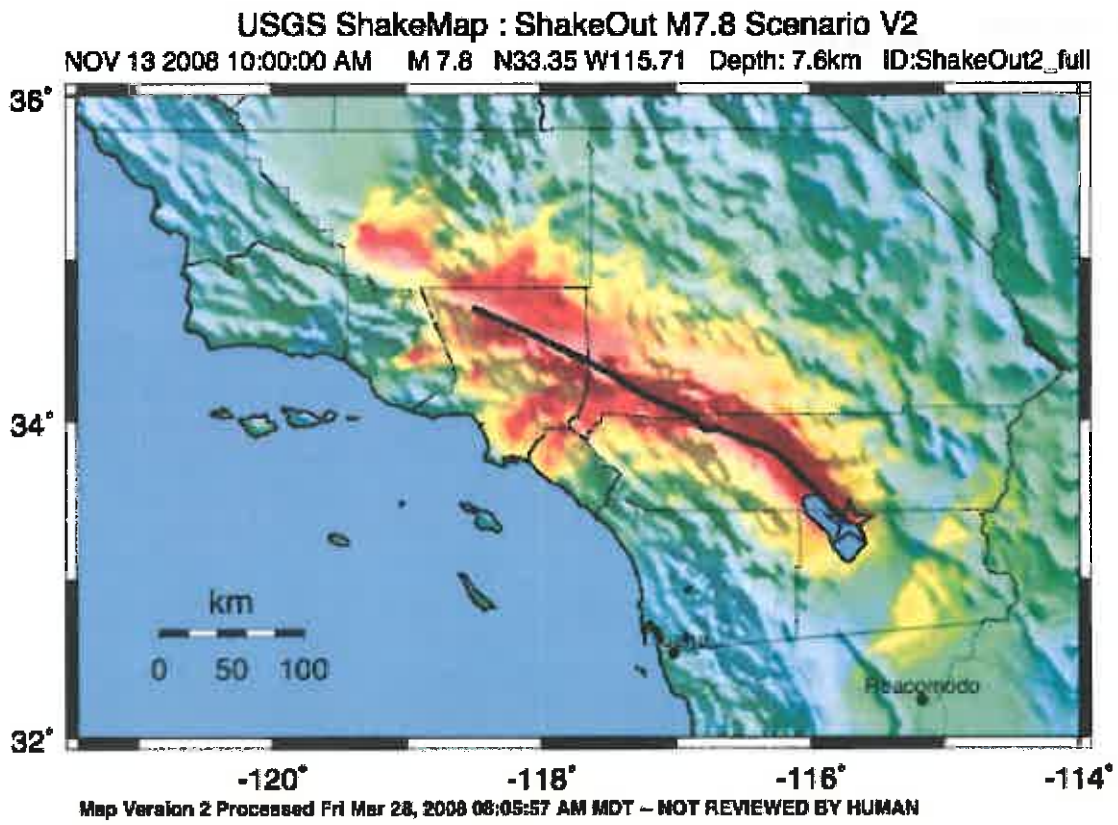 USGS ShakeMap : ShakeOut M7.8 Scenario V2
NOV 13 2008 10:00:00 AM M 7.8 N33.35 W115.71 Depth: 7.6km ID:ShakeOut2_full
36°
34°
32°
km
0 50 100
Reacomodo
-120° -118° -116° -114°
Map Version 2 Processed Fri Mar 28, 2008 08:05:57 AM MDT – NOT REVIEWED BY HUMAN